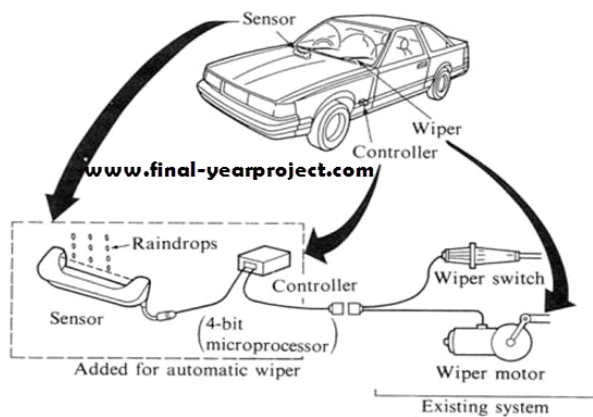 Sensor
Wiper
Controller
www.final-yearproject.com
Raindrops
Sensor
Controller
(4-bit
microprocessor)
Added for automatic wiper
Wiper switch
Wiper motor
Existing system